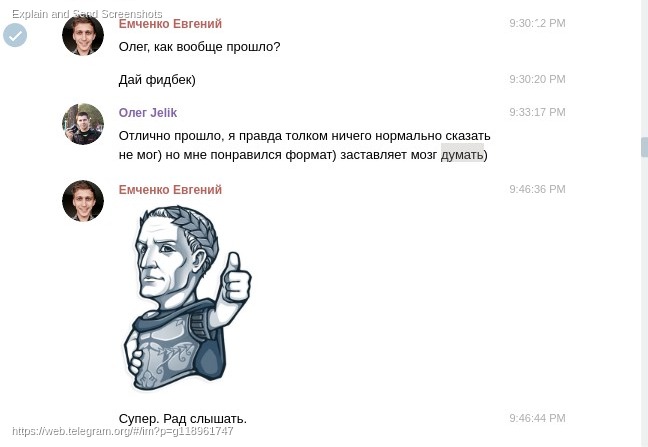 Explain and Send Screenshots
Емченко Евгений 9:30:12 PM
Олег, как вообще прошло?
Дай фидбек) 9:30:20 PM
Олег Jelik 9:33:17 PM
Отлично прошло, я правда толком ничего нормально сказать
не мог) но мне понравился формат) заставляет мозг думать)
Емченко Евгений 9:46:36 PM
Супер. Рад слышать. 9:46:44 PM
https://web.telegram.org/#/im?p=g118961747